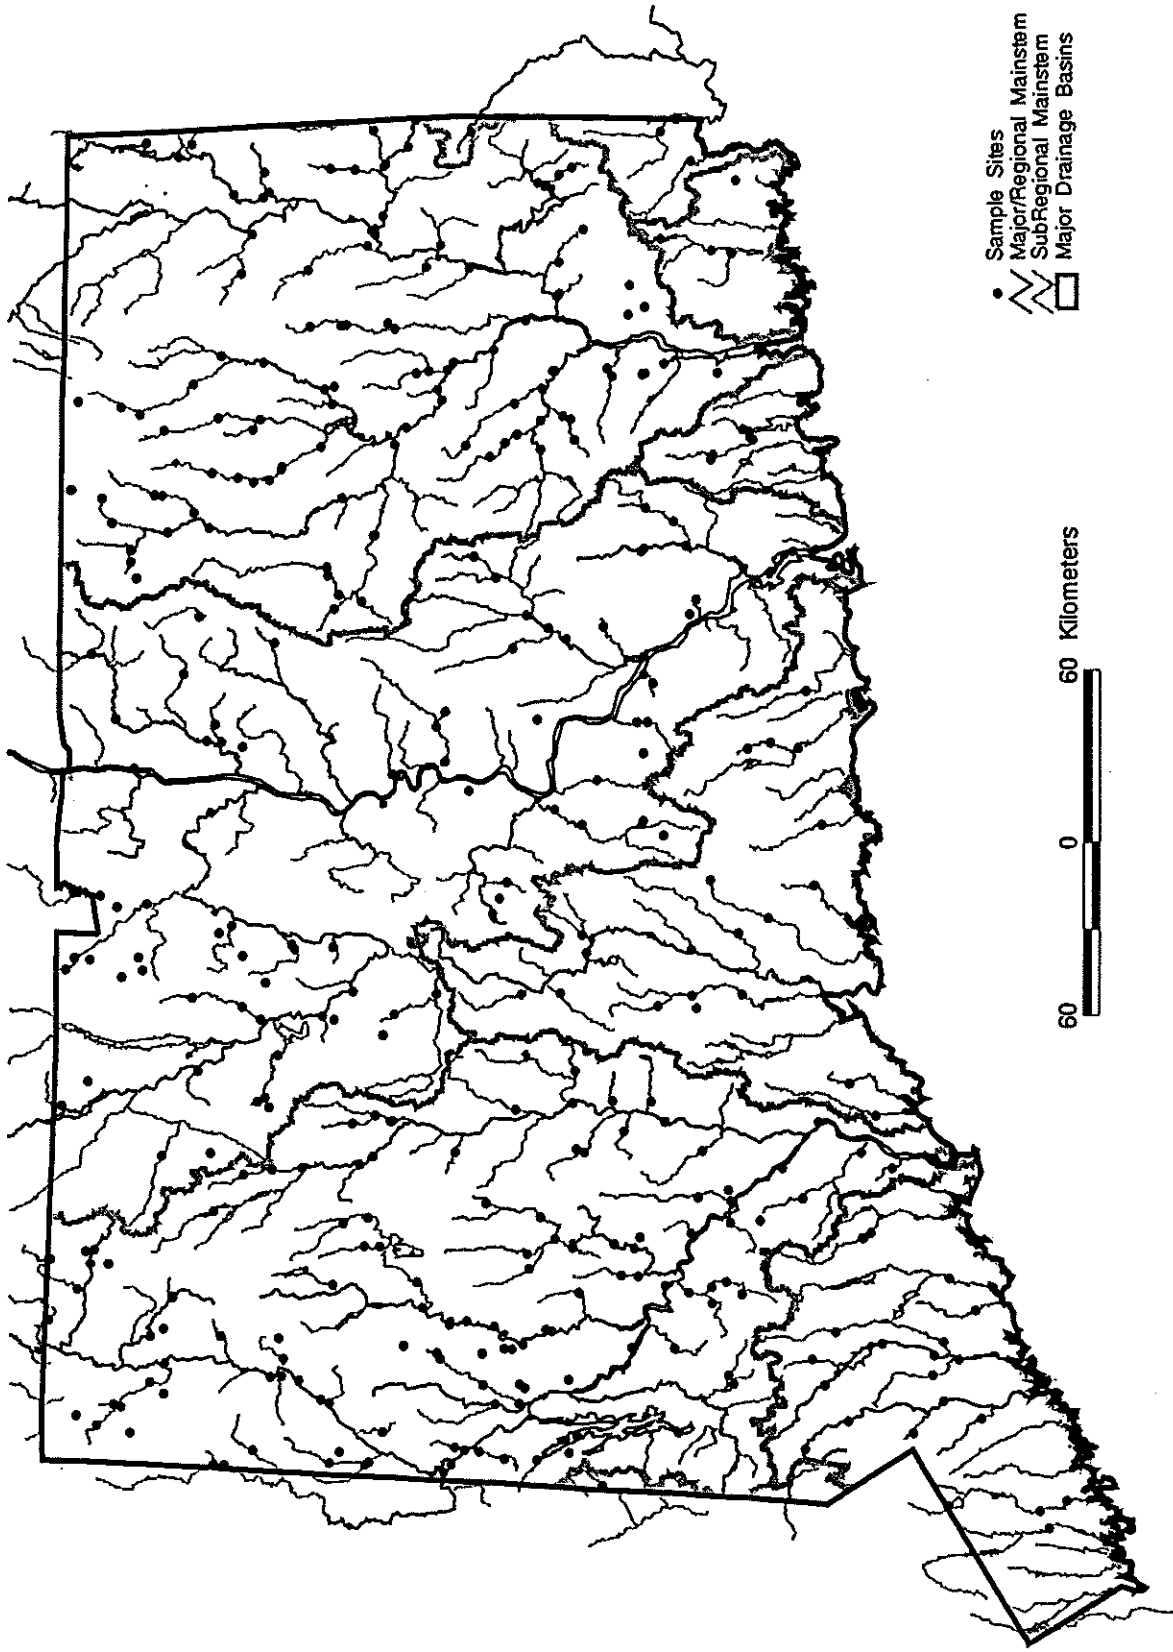 Sample Sites
Major/Regional Mainstem
SubRegional Mainstem
Major Drainage Basins
60 0 60 Kilometers